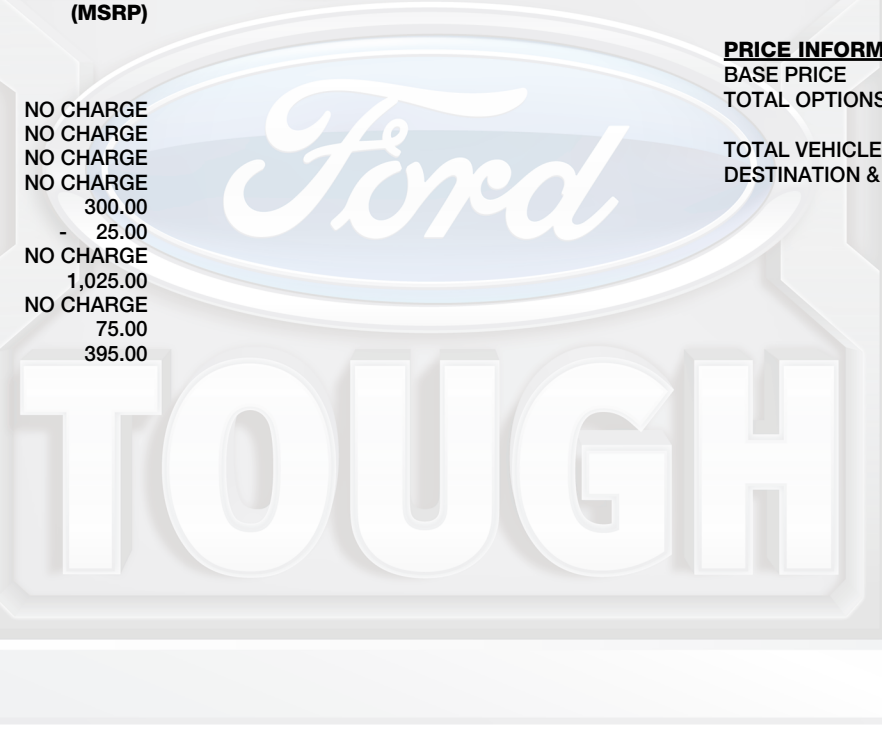 (MSRP)
NO CHARGE
NO CHARGE
NO CHARGE
NO CHARGE
300.00
- 25.00
NO CHARGE
1,025.00
NO CHARGE
75.00
395.00
PRICE INFORM
BASE PRICE
TOTAL OPTIONS
TOTAL VEHICLE
DESTINATION &
Ford
TOUGH